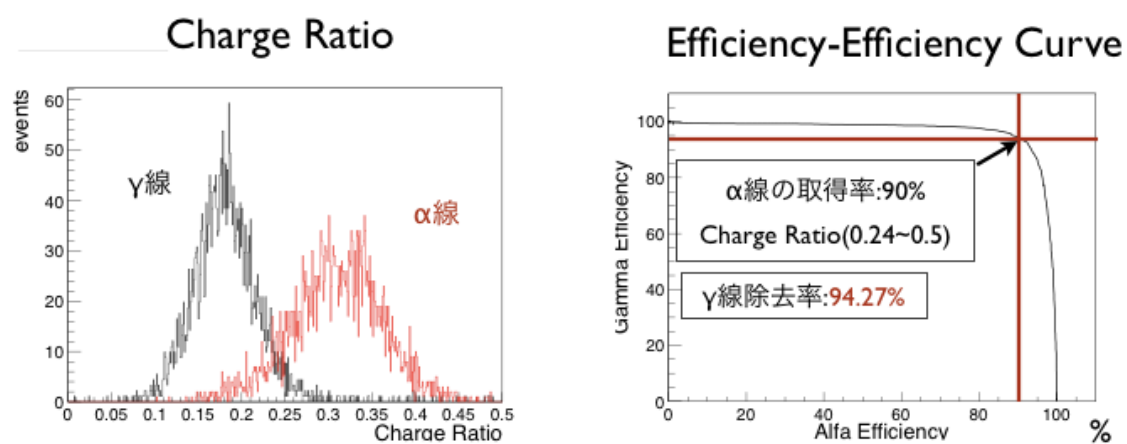 Charge Ratio
events
60
50
40
30
20
10
0
γ線
α線
0 0.05 0.1 0.15 0.2 0.25 0.3 0.35 0.4 0.45 0.5
Charge Ratio
Efficiency-Efficiency Curve
Gamma Efficiency
100
80
60
40
20
0
α線の取得率:90%
Charge Ratio(0.24~0.5)
γ線除去率:94.27%
0 20 40 60 80 100
Alfa Efficiency
%